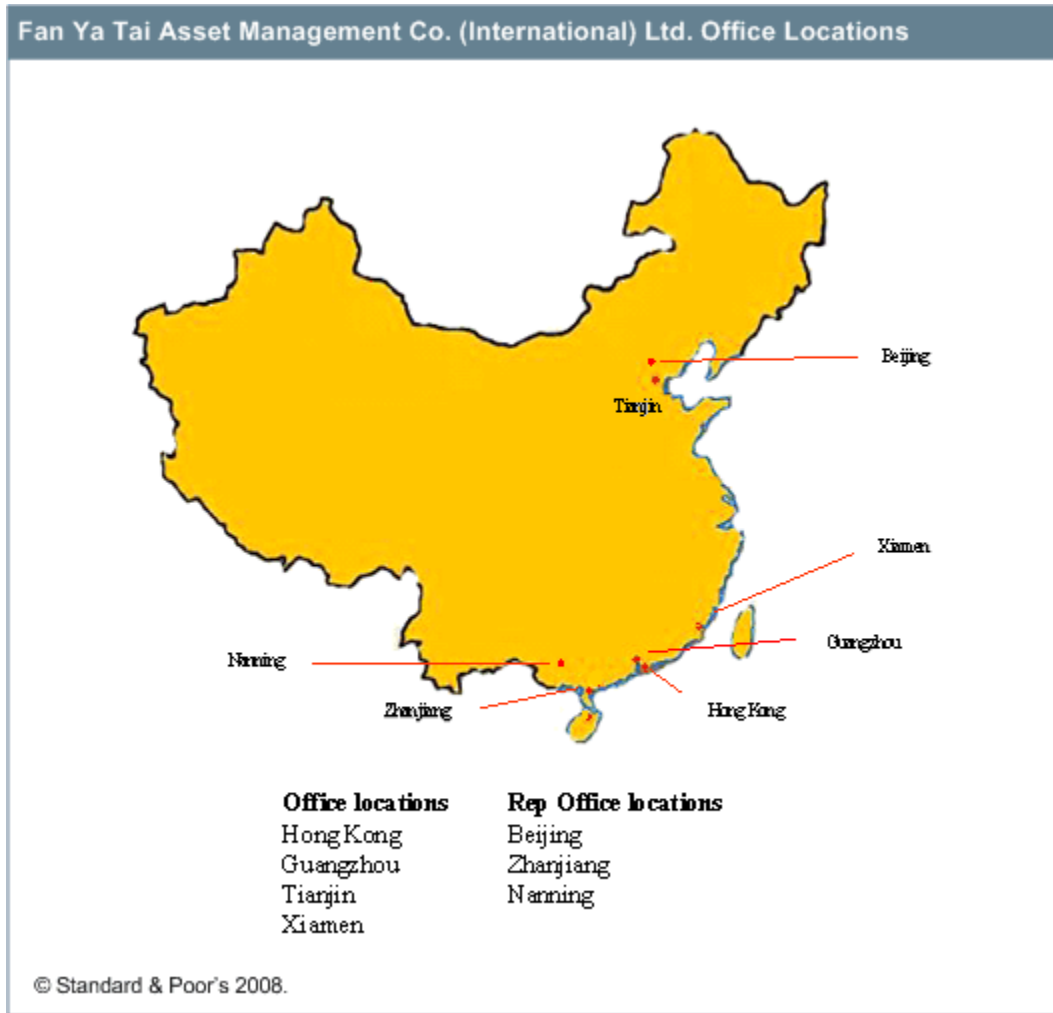 Fan Ya Tai Asset Management Co. (International) Ltd. Office Locations
Beijing
Tianjin
Xiamen
Guangzhou
Nanning
Zhanjiang
Hong Kong
Office locations
Rep Office locations
Hong Kong
Beijing
Guangzhou
Zhanjiang
Tianjin
Nanning
Xiamen
© Standard & Poor's 2008.